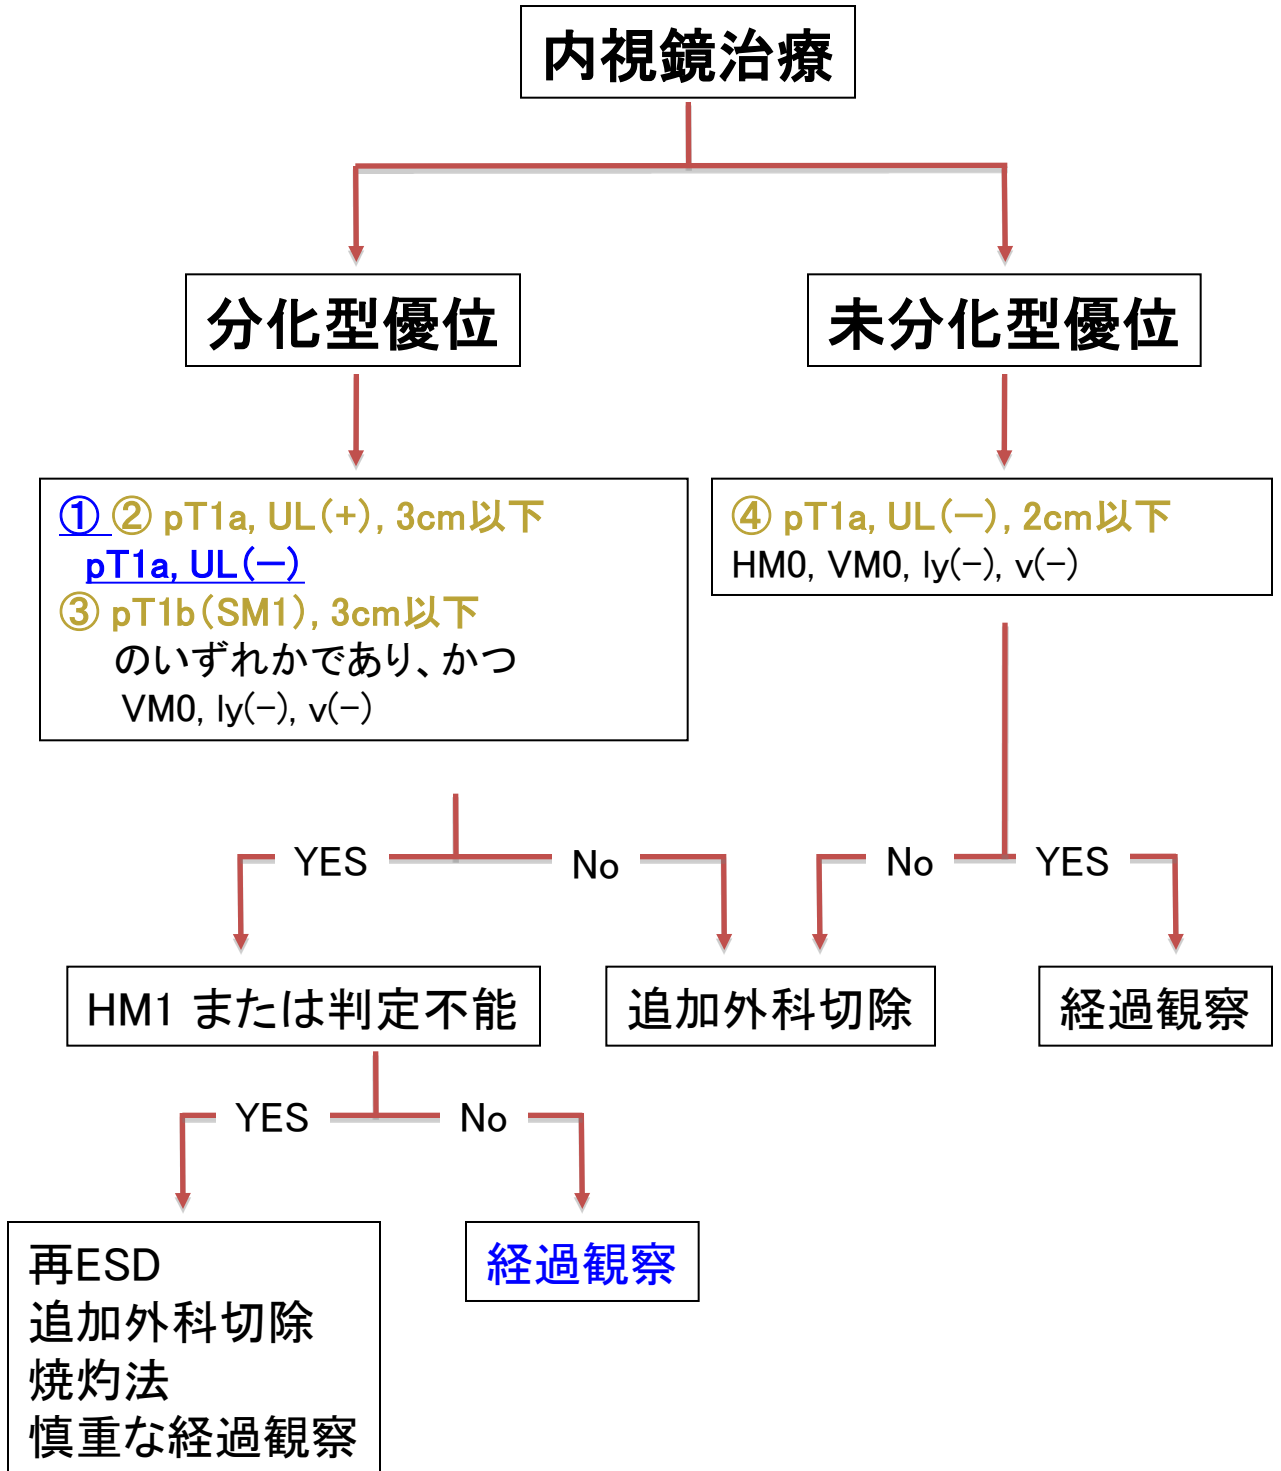 内視鏡治療
分化型優位
未分化型優位
① ② pT1a, UL(+), 3cm以下
pT1a, UL(－)
③ pT1b(SM1), 3cm以下
のいずれかであり、かつ
VM0, ly(-), v(-)
④ pT1a, UL(－), 2cm以下
HM0, VM0, ly(-), v(-)
YES
No
No
YES
HM1 または判定不能
追加外科切除
経過観察
YES
No
再ESD
追加外科切除
焼灼法
慎重な経過観察
経過観察